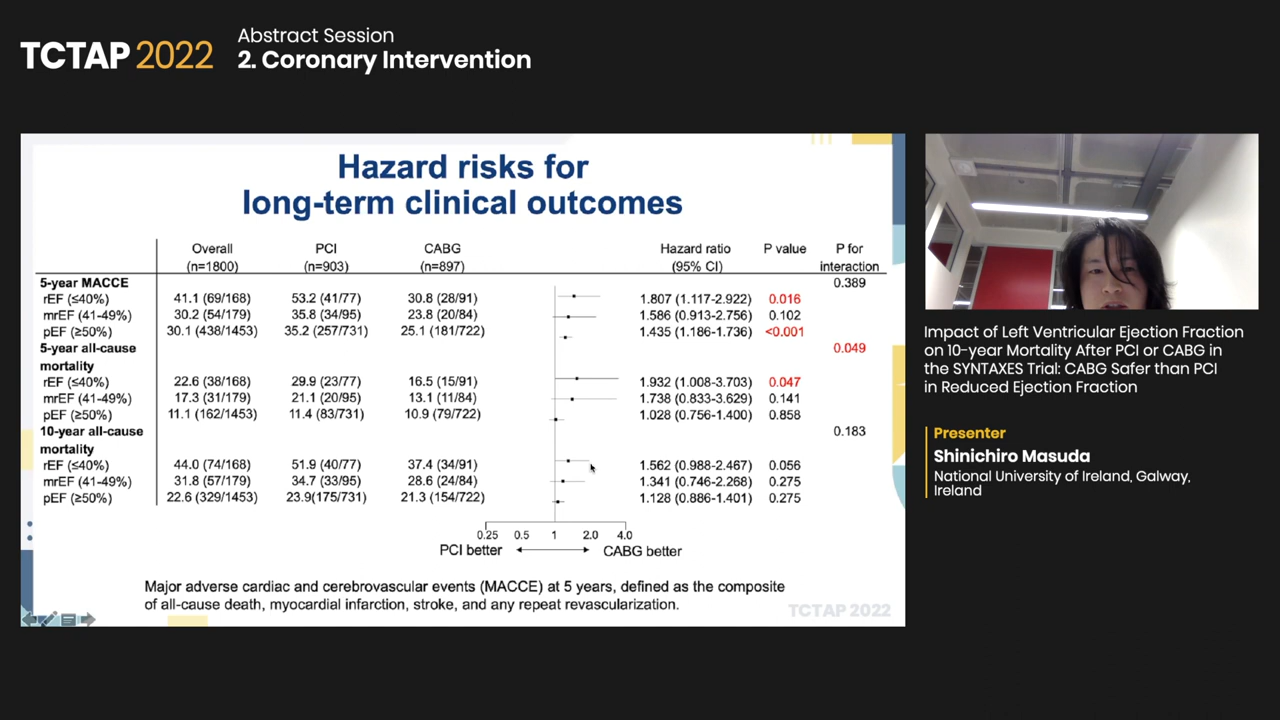 TCTAP 2022
Abstract Session
2. Coronary Intervention
Hazard risks for
long-term clinical outcomes
Overall PCI CABG Hazard ratio P value P for
(n=1800) (n=903) (n=897) (95% CI) interaction
5-year MACCE 0.389
rEF (≤40%) 41.1 (69/168) 53.2 (41/77) 30.8 (28/91) 1.807 (1.117-2.922) 0.016
mrEF (41-49%) 30.2 (54/179) 35.8 (34/95) 23.8 (20/84) 1.586 (0.913-2.756) 0.102
pEF (≥50%) 30.1 (438/1453) 35.2 (257/731) 25.1 (181/722) 1.435 (1.186-1.736) <0.001
5-year all-cause 0.049
mortality
rEF (≤40%) 22.6 (38/168) 29.9 (23/77) 16.5 (15/91) 1.932 (1.008-3.703) 0.047
mrEF (41-49%) 17.3 (31/179) 21.1 (20/95) 13.1 (11/84) 1.738 (0.833-3.629) 0.141
pEF (≥50%) 11.1 (162/1453) 11.4 (83/731) 10.9 (79/722) 1.028 (0.756-1.400) 0.858
10-year all-cause 0.183
mortality
rEF (≤40%) 44.0 (74/168) 51.9 (40/77) 37.4 (34/91) 1.562 (0.988-2.467) 0.056
mrEF (41-49%) 31.8 (57/179) 34.7 (33/95) 28.6 (24/84) 1.341 (0.746-2.268) 0.275
pEF (≥50%) 22.6 (329/1453) 23.9(175/731) 21.3 (154/722) 1.128 (0.886-1.401) 0.275
0.25 0.5 1 2.0 4.0
PCI better CABG better
Major adverse cardiac and cerebrovascular events (MACCE) at 5 years, defined as the composite
of all-cause death, myocardial infarction, stroke, and any repeat revascularization.
TCTAP 2022
Impact of Left Ventricular Ejection Fraction
on 10-year Mortality After PCI or CABG in
the SYNTAXES Trial: CABG Safer than PCI
in Reduced Ejection Fraction
Presenter
Shinichiro Masuda
National University of Ireland, Galway,
Ireland